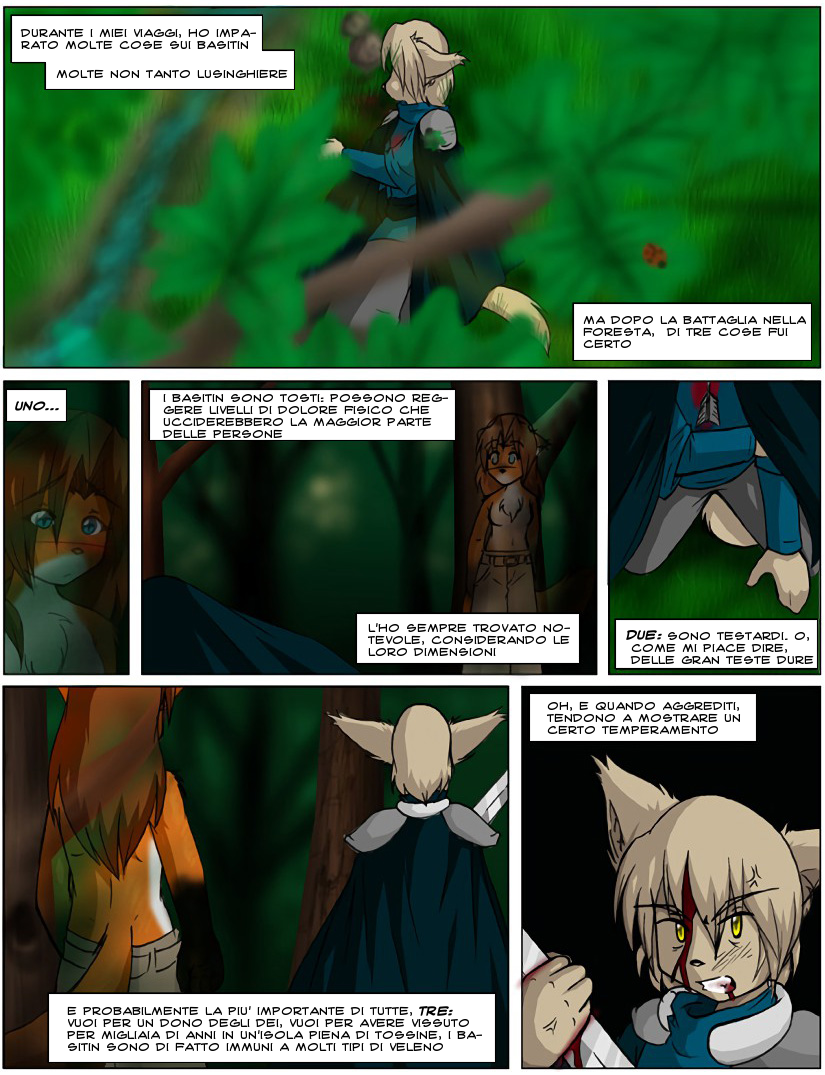 DURANTE I MIEI VIAGGI, HO IMPA-
RATO MOLTE COSE SUI BASITIN
MOLTE NON TANTO LUSINGHIERE
MA DOPO LA BATTAGLIA NELLA
FORESTA, DI TRE COSE FUI
CERTO
UNO...
I BASITIN SONO TOSTI: POSSONO REG-
GERE LIVELLI DI DOLORE FISICO CHE
UCCIDEREBBERO LA MAGGIOR PARTE
DELLE PERSONE
L'HO SEMPRE TROVATO NO-
TEVOLE, CONSIDERANDO LE
LORO DIMENSIONI
DUE: SONO TESTARDI. O,
COME MI PIACE DIRE,
DELLE GRAN TESTE DURE
E PROBABILMENTE LA PIU' IMPORTANTE DI TUTTE, TRE:
VUOI PER UN DONO DEGLI DEI, VUOI PER AVERE VISSUTO
PER MIGLIAIA DI ANNI IN UN'ISOLA PIENA DI TOSSINE, I BA-
SITIN SONO DI FATTO IMMUNI A MOLTI TIPI DI VELENO
OH, E QUANDO AGGREDITI,
TENDONO A MOSTRARE UN
CERTO TEMPERAMENTO